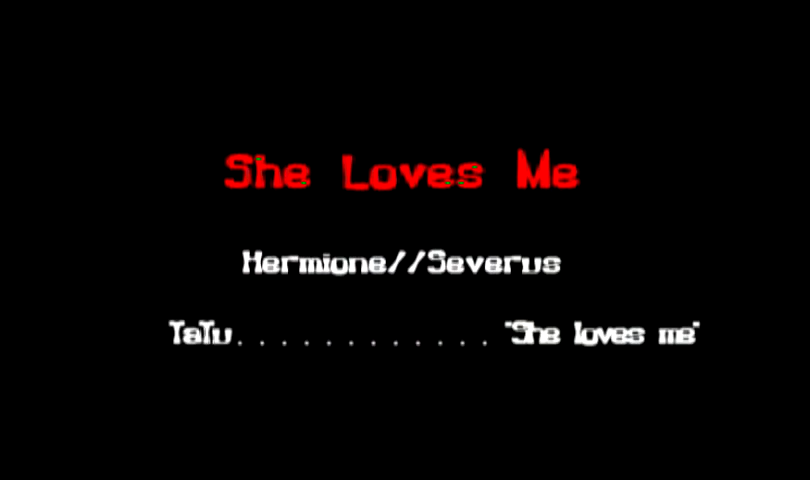 She Loves Me
Hermione//Severus
TaTu............ "She loves me"